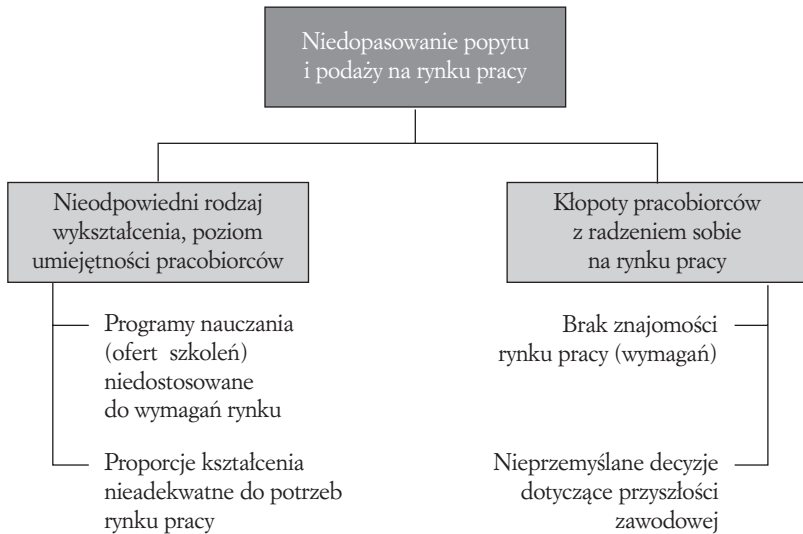 Niedopasowanie popytu
i podaży na rynku pracy
Nieodpowiedni rodzaj
wykształcenia, poziom
umiejętności pracobiorców
Programy nauczania
(ofert szkoleń)
niedostosowane
do wymagań rynku
Proporcje kształcenia
nieadekwatne do potrzeb
rynku pracy
Kłopoty pracobiorców
z radzeniem sobie
na rynku pracy
Brak znajomości
rynku pracy (wymagań)
Nieprzemyślane decyzje
dotyczące przyszłości
zawodowej